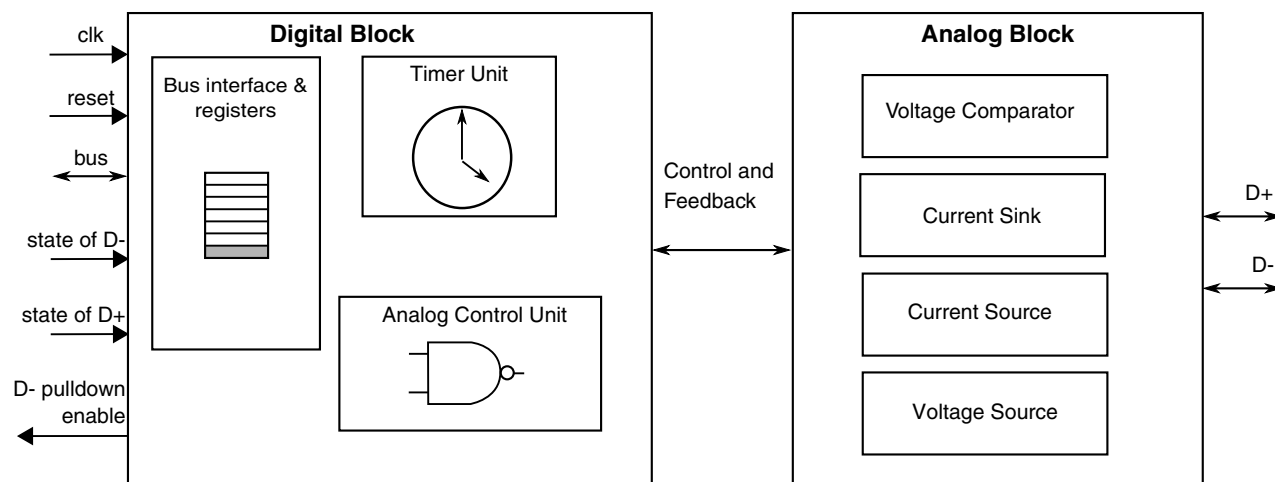 clk
reset
bus
state of D-
state of D+
D- pulldown
enable
Digital Block
Bus interface &
registers
Timer Unit
Analog Control Unit
Control and
Feedback
Analog Block
Voltage Comparator
Current Sink
Current Source
Voltage Source
D+
D-